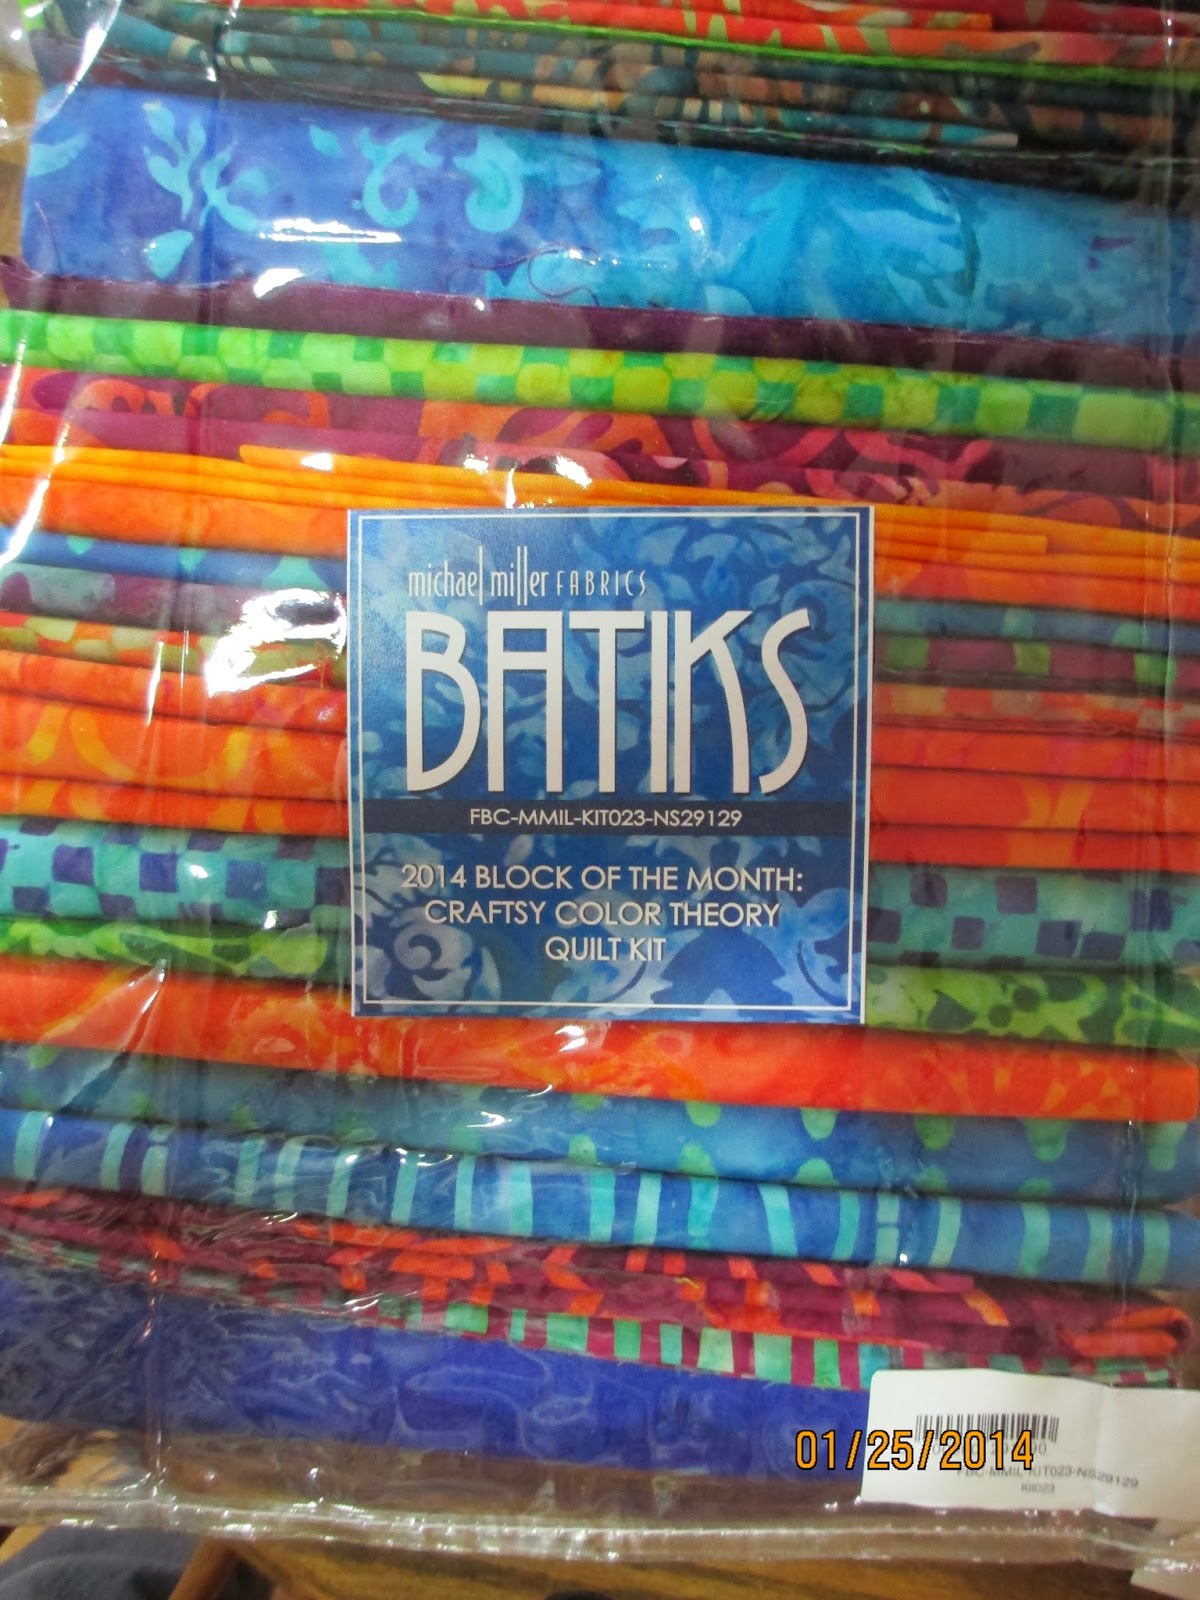 michael miller FABRICS
BATIKS
FBC-MMIL-KIT023-NS29129
2014 BLOCK OF THE MONTH:
CRAFTSY COLOR THEORY
QUILT KIT
01/25/2014
FBC-MMIL-KIT023-NS29129
Kit023